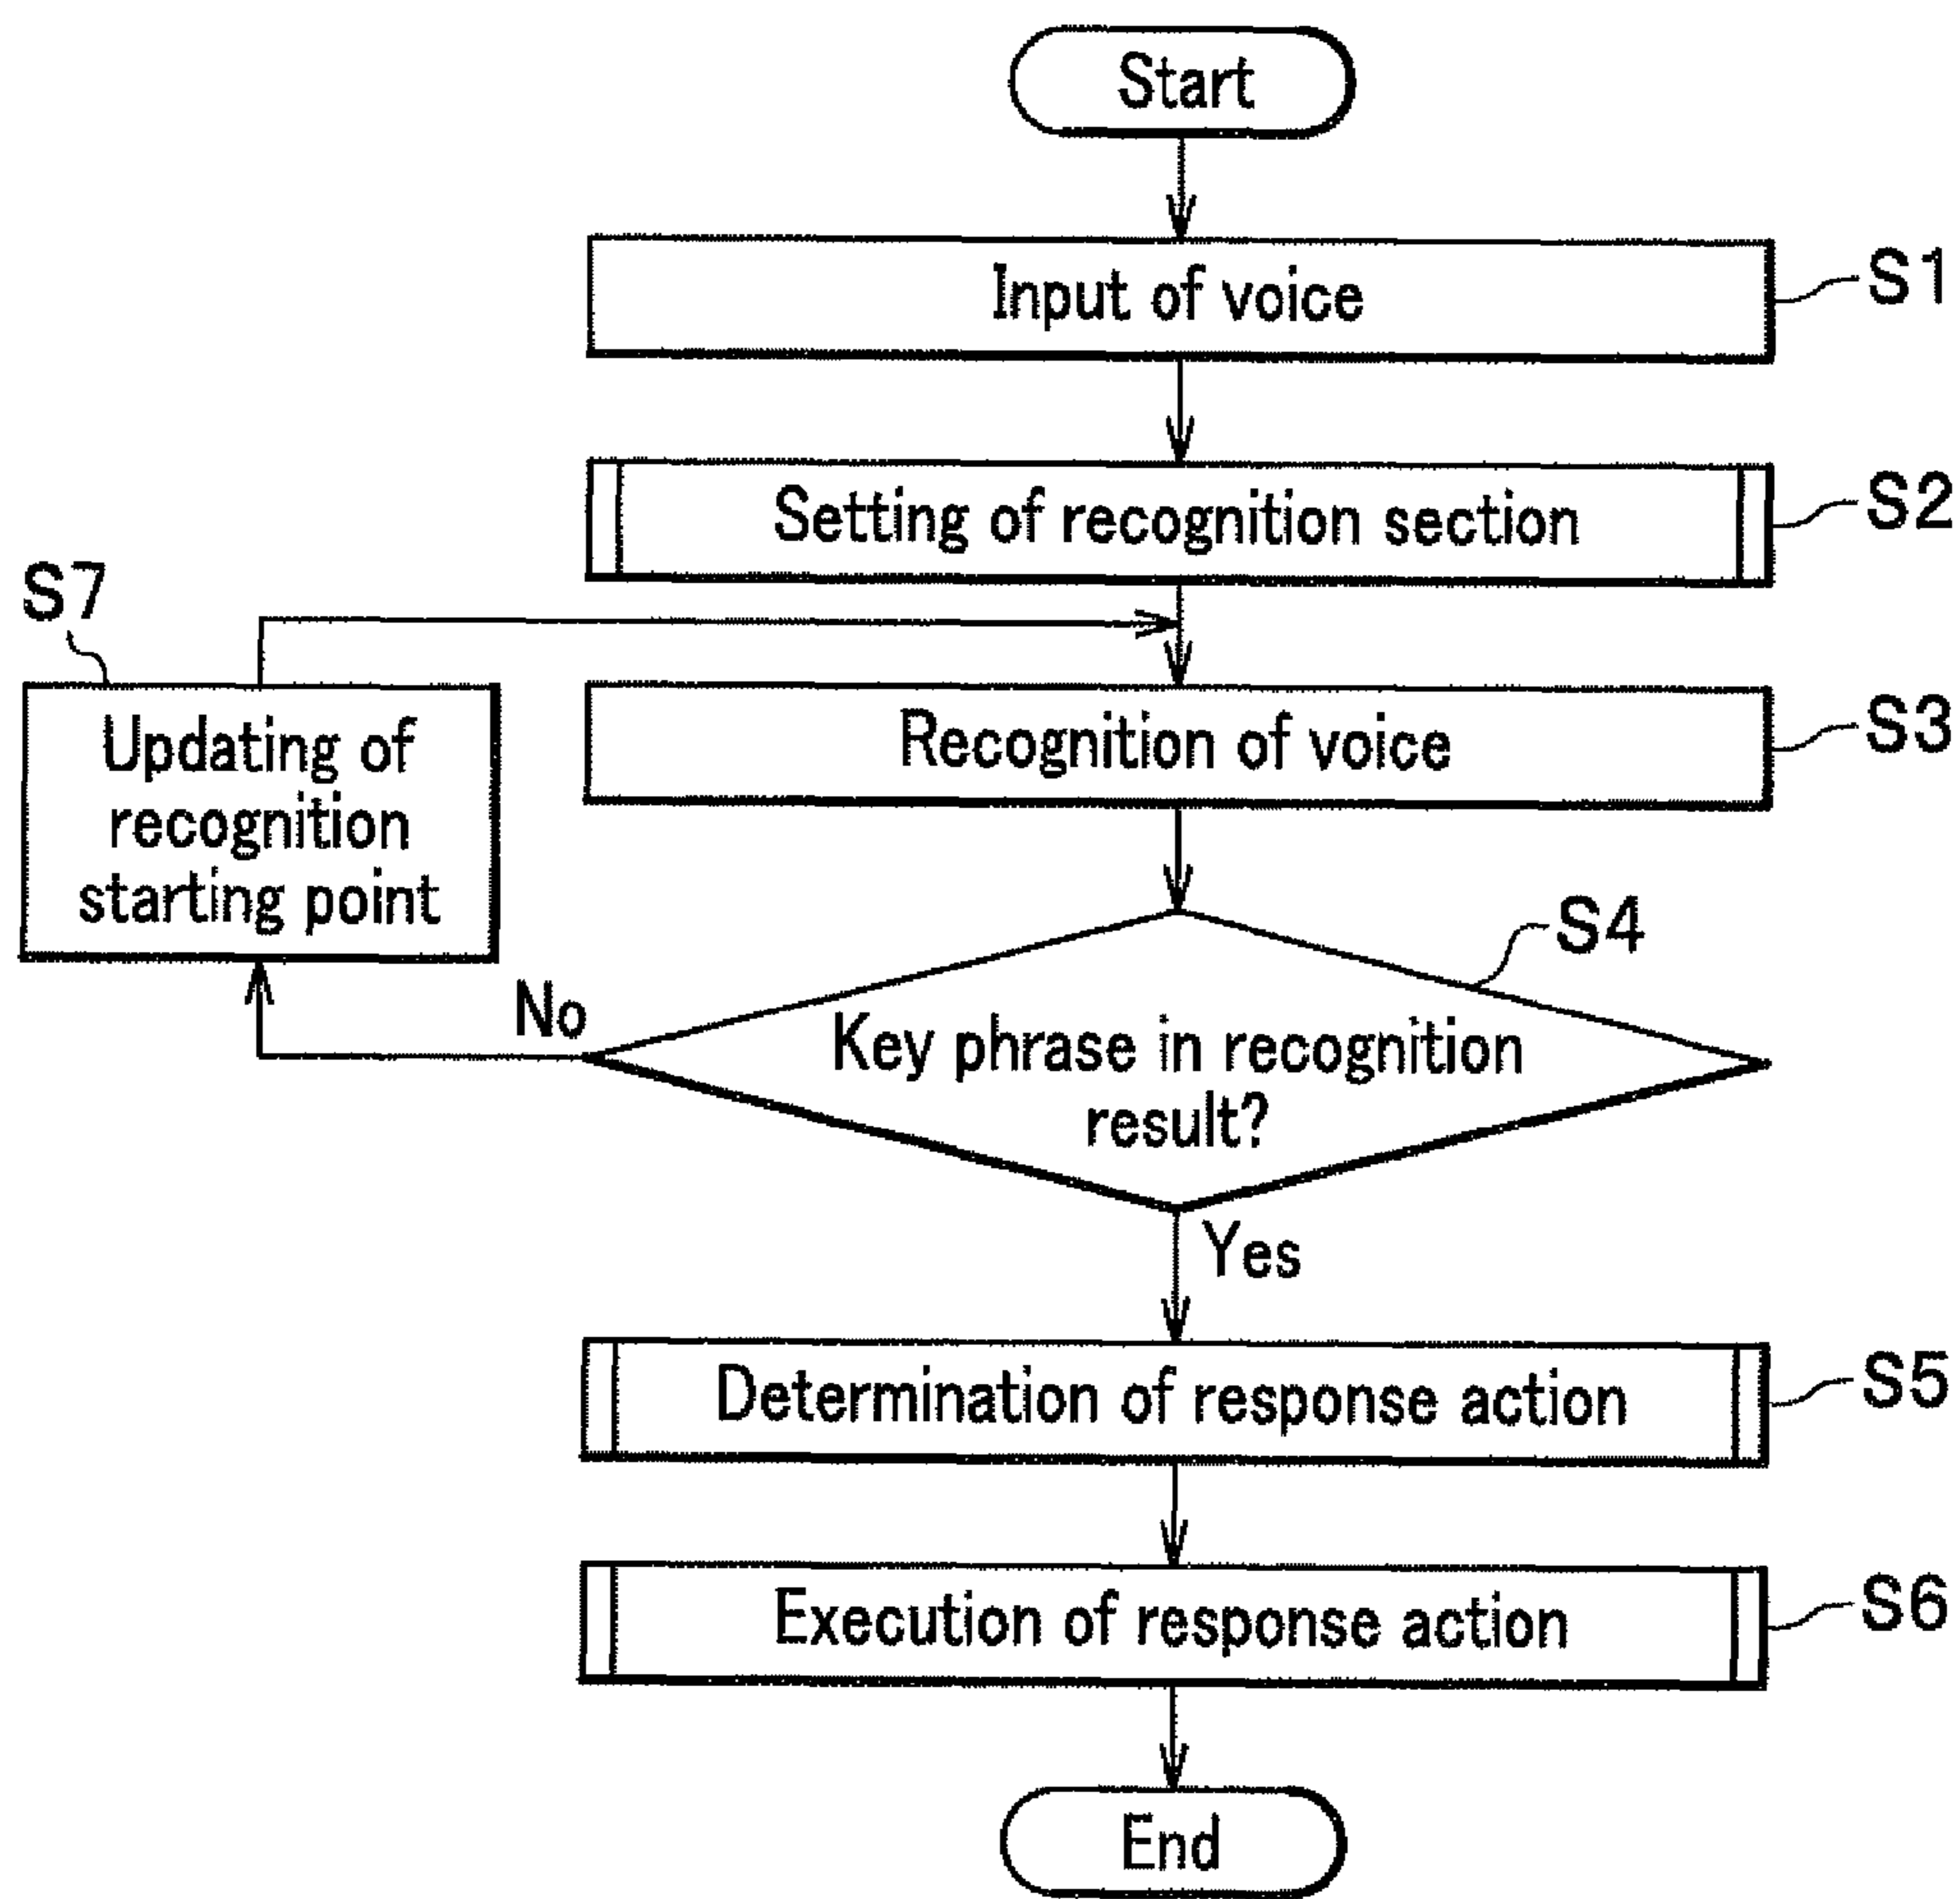 Start
Input of voice
S1
Setting of recognition section
S2
S7
Updating of
recognition
starting point
Recognition of voice
S3
S4
Key phrase in recognition
result?
No
Yes
Determination of response action
S5
Execution of response action
S6
End